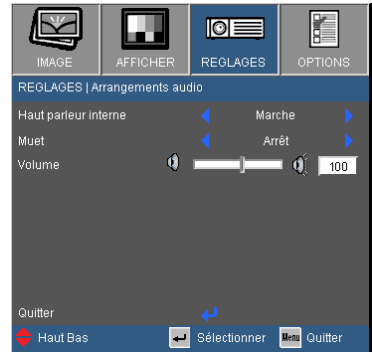 IMAGE AFFICHER REGLAGES OPTIONS
REGLAGES | Arrangements audio
Haut parleur interne Marche
Muet Arrêt
Volume 100
Quitter
Haut Bas Sélectionner Menu Quitter